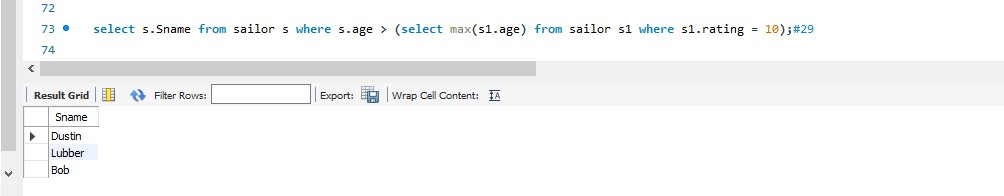 72
73 select s.Sname from sailor s where s.age > (select max(s1.age) from sailor s1 where s1.rating = 10);#29
74
Result Grid Filter Rows: Export: Wrap Cell Content:
Sname
Dustin
Lubber
Bob